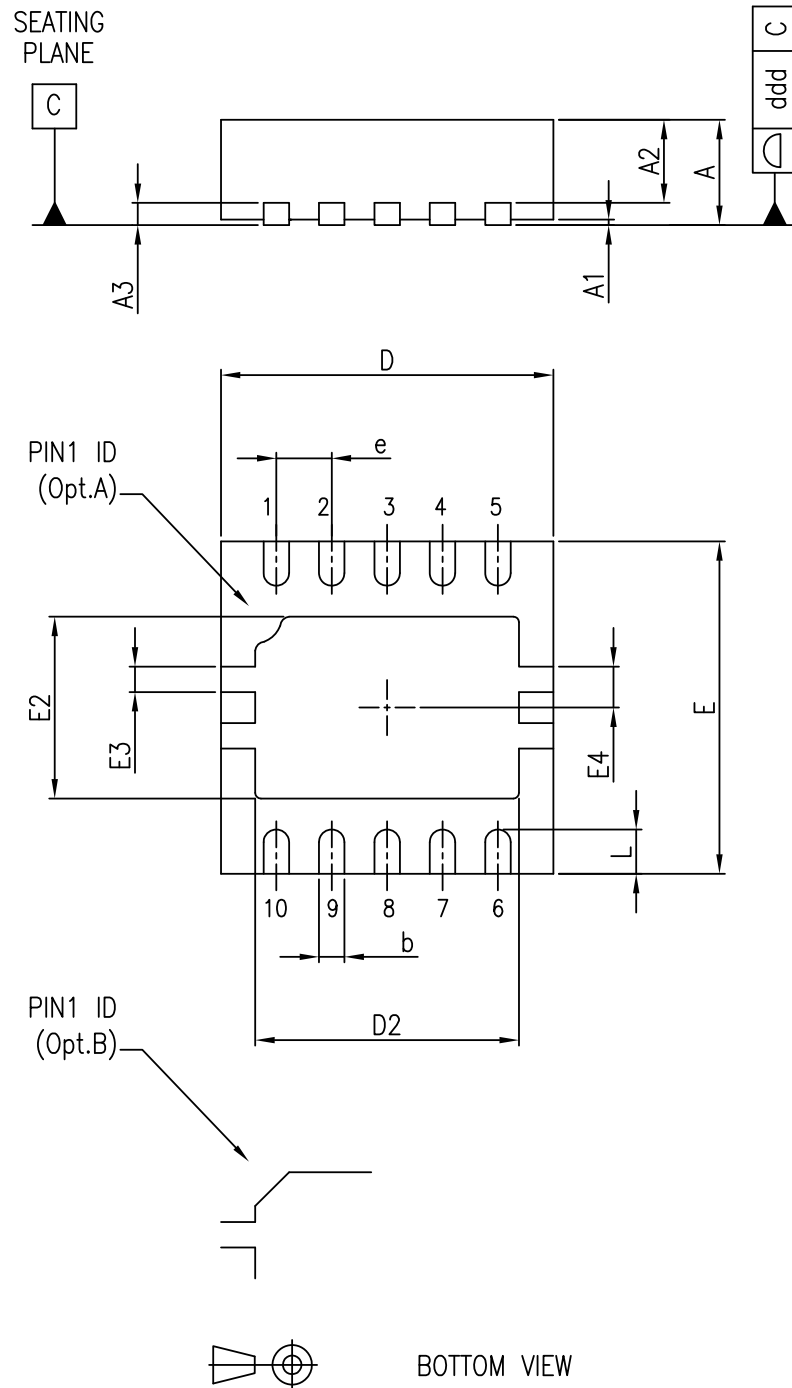 SEATING
PLANE
C
C
ddd
A2
A
A3
A1
D
PIN1 ID
(Opt.A)
e
1 2 3 4 5
E2
E3
E4
E
L
10 9 8 7 6
b
PIN1 ID
(Opt.B)
D2
BOTTOM VIEW